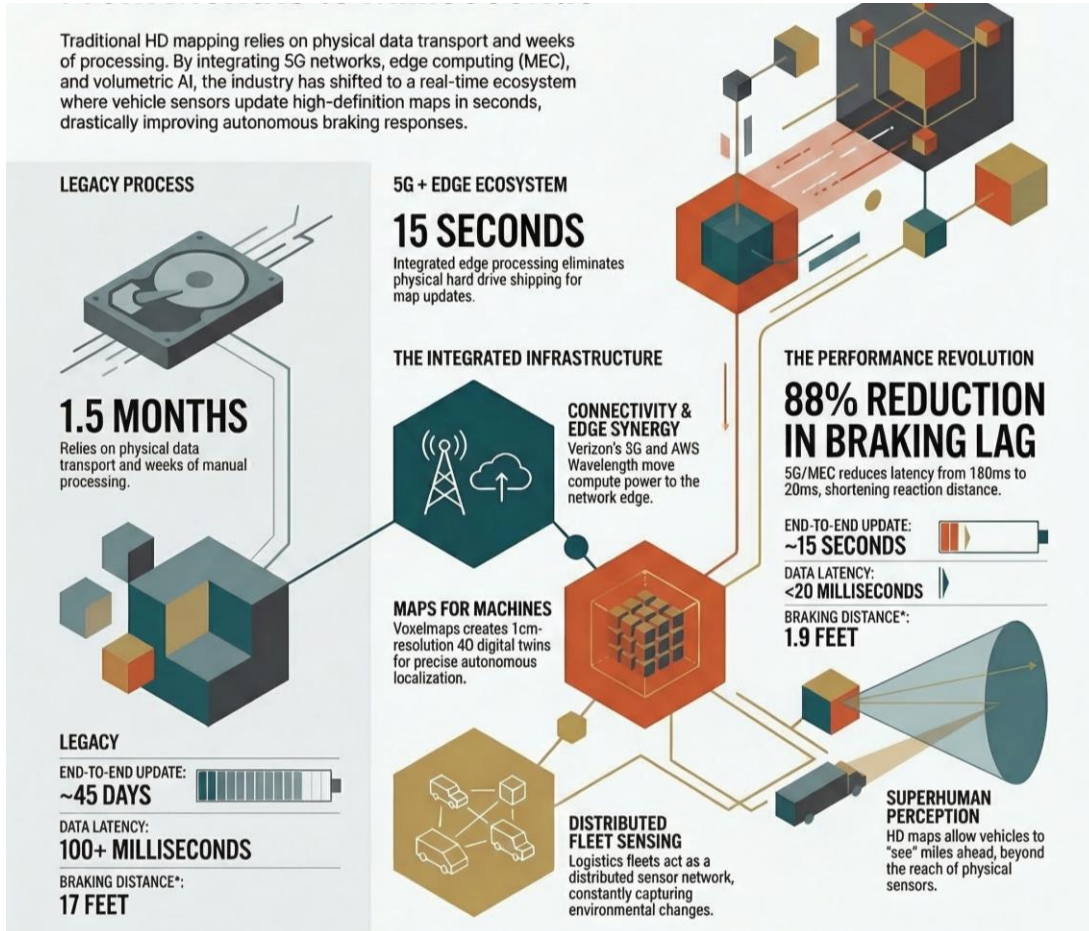 Traditional HD mapping relies on physical data transport and weeks
of processing. By integrating 5G networks, edge computing (MEC),
and volumetric AI, the industry has shifted to a real-time ecosystem
where vehicle sensors update high-definition maps in seconds,
drastically improving autonomous braking responses.
LEGACY PROCESS
1.5 MONTHS
Relies on physical data
transport and weeks of manual
processing.
LEGACY
END-TO-END UPDATE:
~45 DAYS
DATA LATENCY:
100+ MILLISECONDS
BRAKING DISTANCE*:
17 FEET
5G + EDGE ECOSYSTEM
15 SECONDS
Integrated edge processing eliminates
physical hard drive shipping for
map updates.
THE INTEGRATED INFRASTRUCTURE
CONNECTIVITY &
EDGE SYNERGY
Verizon's SG and AWS
Wavelength move
compute power to the
network edge.
MAPS FOR MACHINES
Voxelmaps creates 1cm-
resolution 40 digital twins
for precise autonomous
localization.
DISTRIBUTED
FLEET SENSING
Logistics fleets act as a
distributed sensor network,
constantly capturing
environmental changes.
THE PERFORMANCE REVOLUTION
88% REDUCTION
IN BRAKING LAG
5G/MEC reduces latency from 180ms to
20ms, shortening reaction distance.
END-TO-END UPDATE:
~15 SECONDS
DATA LATENCY:
<20 MILLISECONDS
BRAKING DISTANCE*:
1.9 FEET
SUPERHUMAN
PERCEPTION
HD maps allow vehicles to
"see" miles ahead, beyond
the reach of physical
sensors.